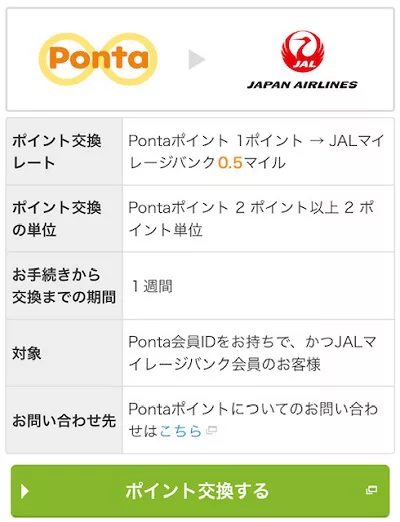 Ponta
JAL
JAPAN AIRLINES
ポイント交換
レート
Pontaポイント 1ポイント → JALマイ
レージバンク0.5マイル
ポイント交換
の単位
Pontaポイント 2 ポイント以上 2 ポ
イント単位
お手続きから
交換までの期間
1週間
対象
Ponta会員IDをお持ちで、かつJALマ
イレージバンク会員のお客様
お問い合わせ先
Pontaポイントについてのお問い合わ
せはこちら
ポイント交換する